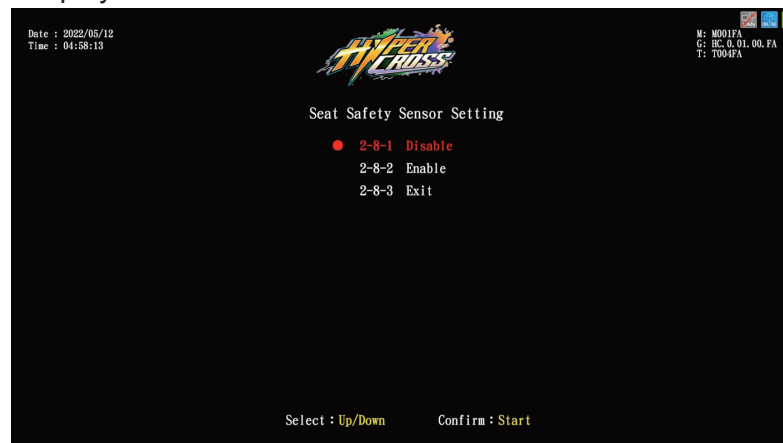 Date : 2022/05/12
Time : 04:58:13
HYPER
CROSS
LAN
ONLINE
M: M001FA
G: HC.0.01.00.FA
T: T004FA
Seat Safety Sensor Setting
2-8-1 Disable
2-8-2 Enable
2-8-3 Exit
Select：Up/Down Confirm：Start